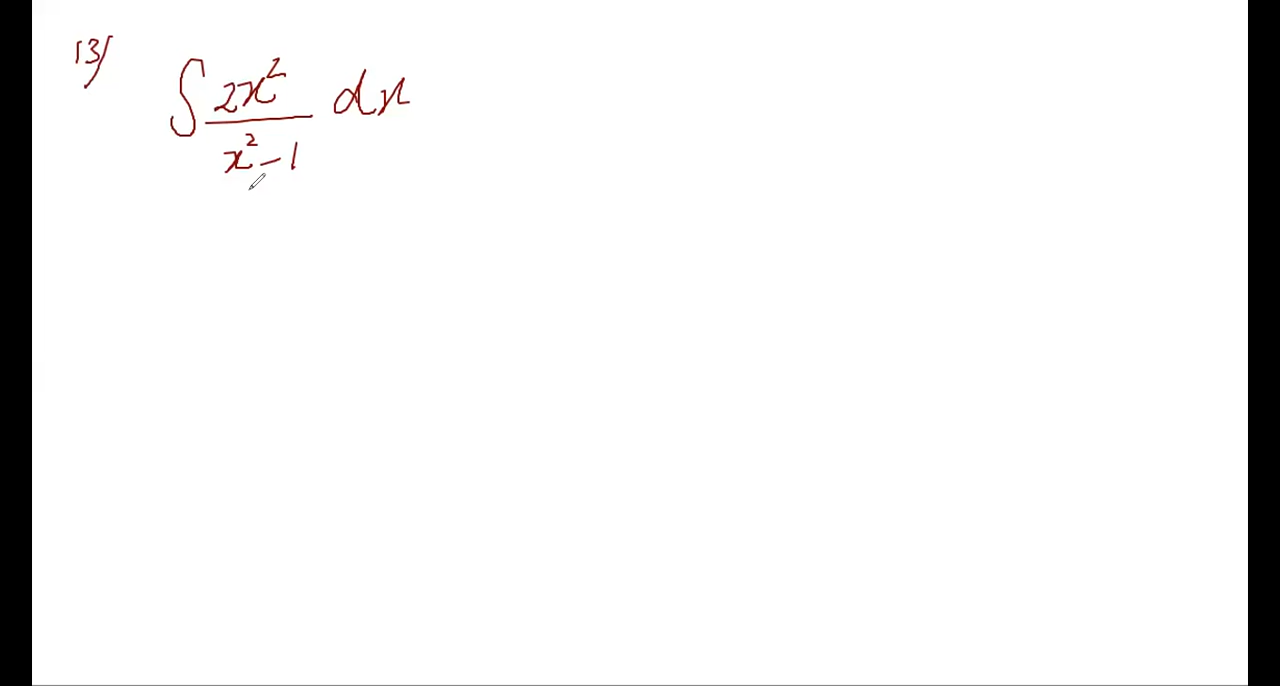 13)
∫ 2x² / (x² - 1) dx